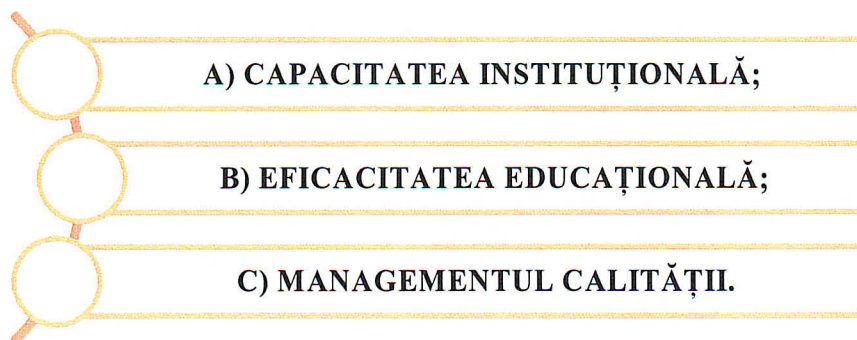 A) CAPACITATEA INSTITUȚIONALĂ;
B) EFICACITATEA EDUCAȚIONALĂ;
C) MANAGEMENTUL CALITĂȚII.